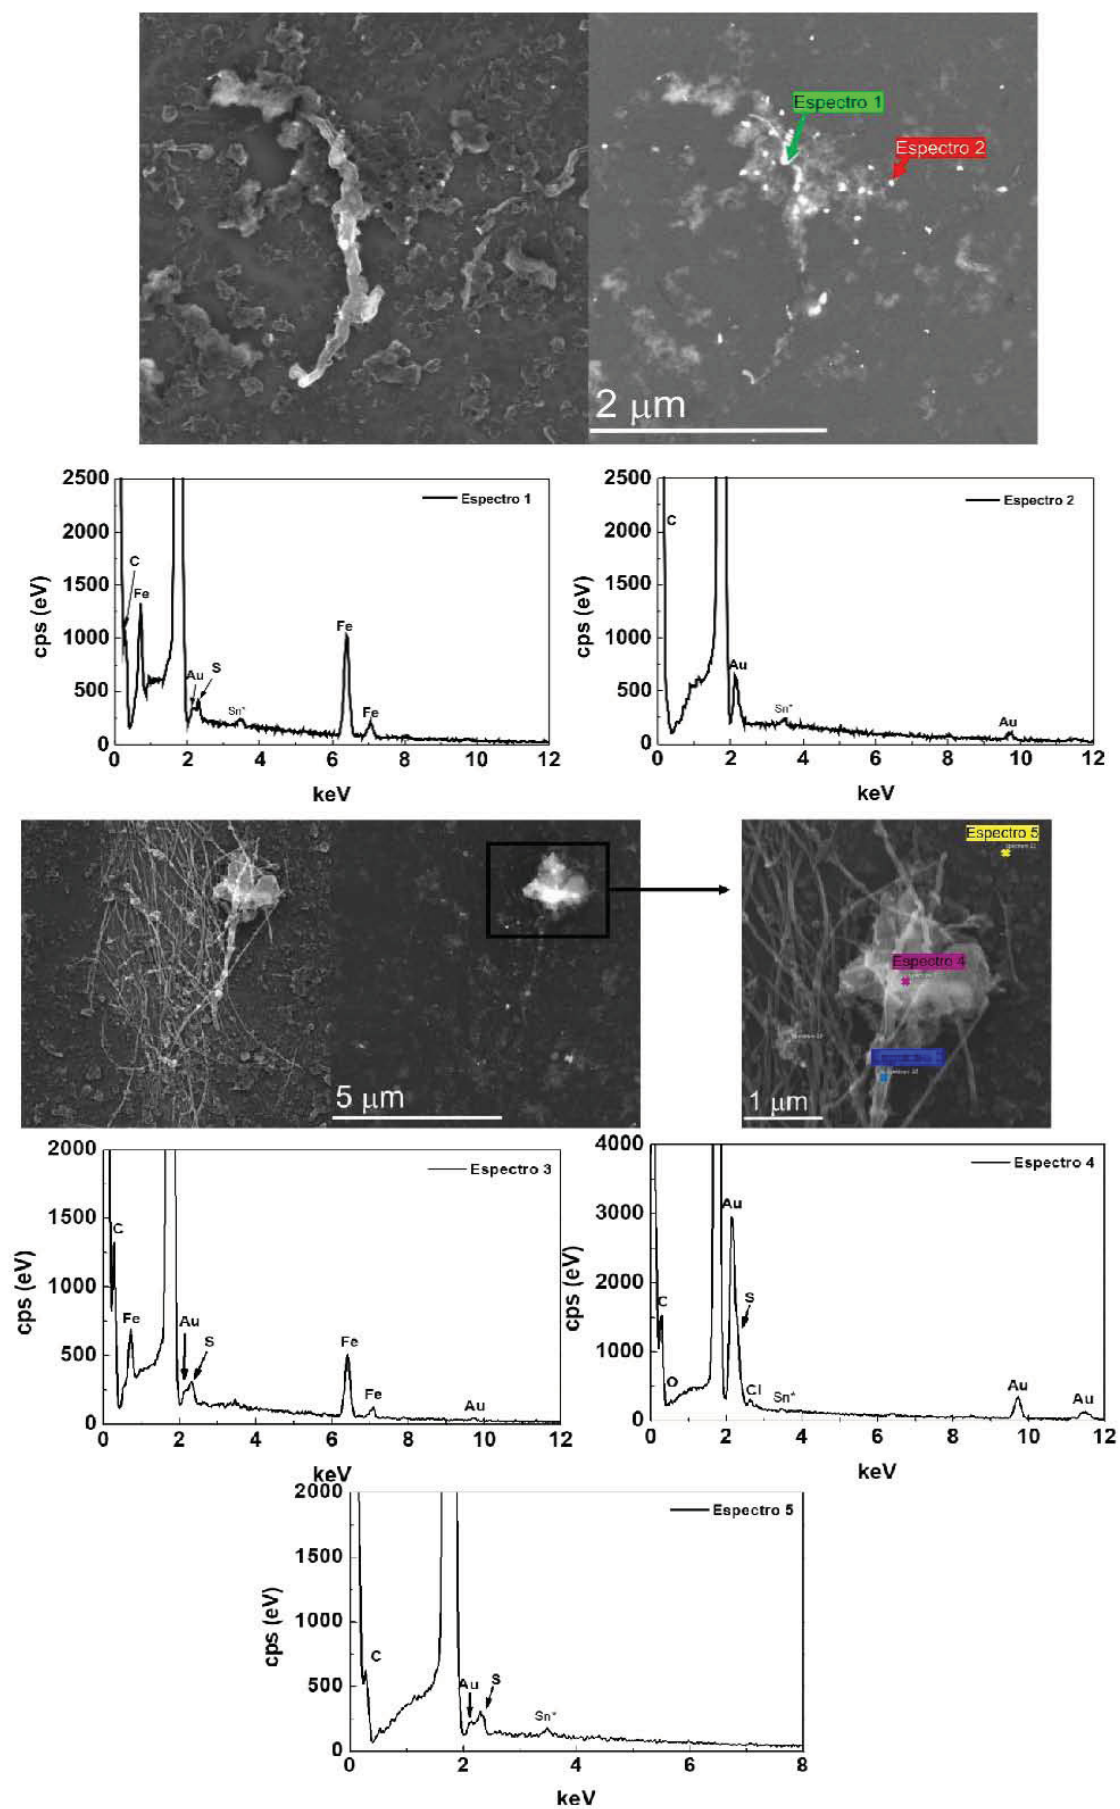 Espectro 1
Espectro 2
2 µm
2500
2000
1500
1000
500
0
cps (eV)
C
Fe
Au
S
Sn*
Fe
Fe
Espectro 1
0 2 4 6 8 10 12
keV
2500
2000
1500
1000
500
0
cps (eV)
C
Au
Sn*
Au
Espectro 2
0 2 4 6 8 10 12
keV
5 µm
Espectro 5
Espectro 4
1 µm
2000
1500
1000
500
0
cps (eV)
C
Fe
Au
S
Fe
Fe
Au
Espectro 3
0 2 4 6 8 10 12
keV
4000
3000
2000
1000
0
cps (eV)
C
O
Au
S
Cl
Sn*
Au
Au
Espectro 4
0 2 4 6 8 10 12
keV
2000
1500
1000
500
0
cps (eV)
C
Au
S
Sn*
Espectro 5
0 2 4 6 8
keV